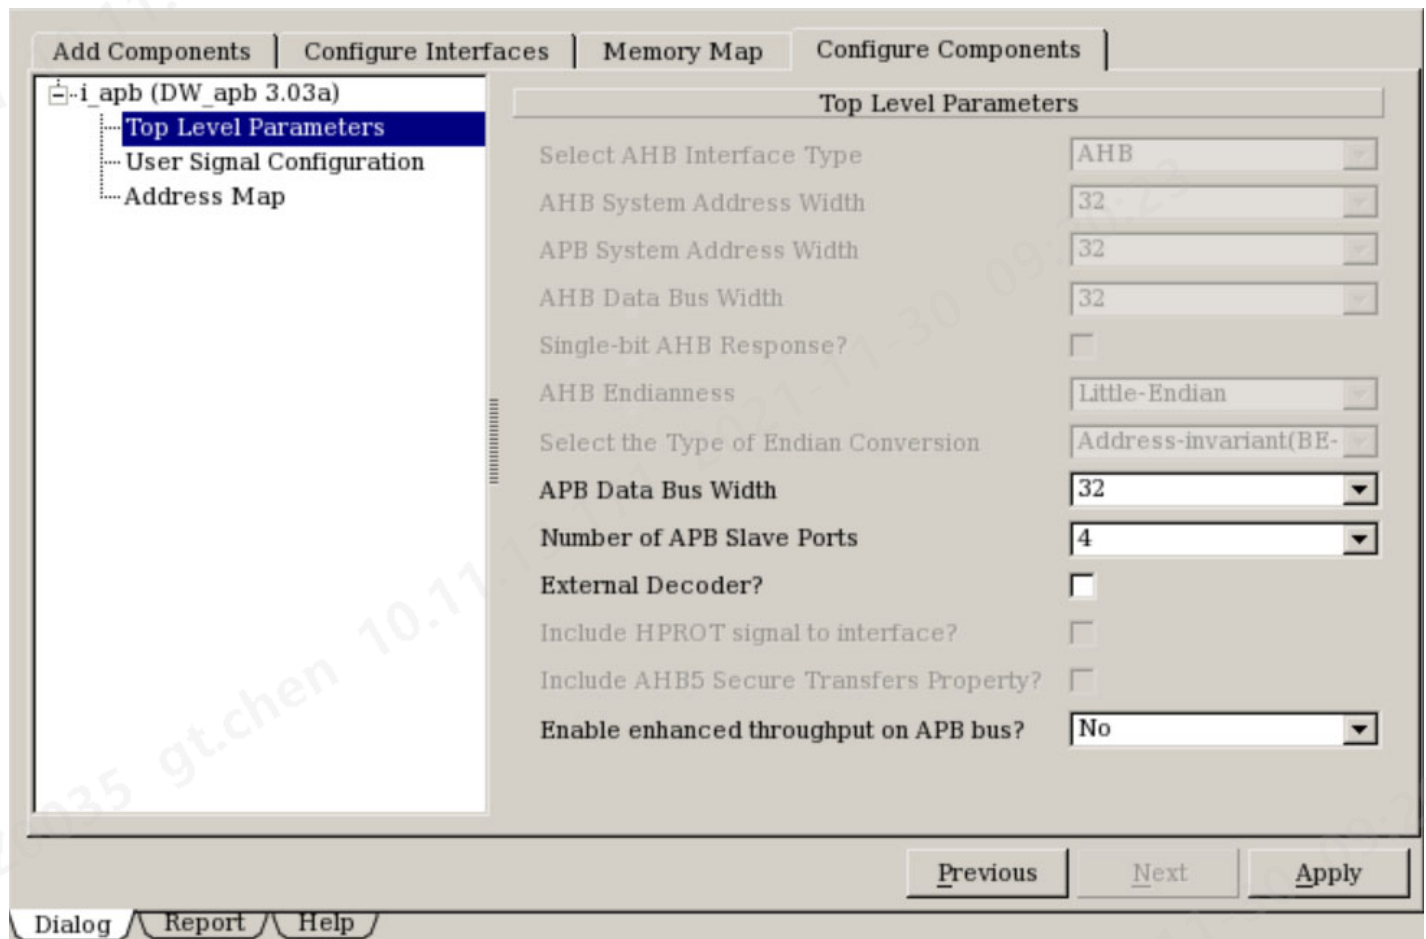 Add Components
Configure Interfaces
Memory Map
Configure Components
i_apb (DW_apb 3.03a)
Top Level Parameters
User Signal Configuration
Address Map
Top Level Parameters
Select AHB Interface Type AHB
AHB System Address Width 32
APB System Address Width 32
AHB Data Bus Width 32
Single-bit AHB Response?
AHB Endianness Little-Endian
Select the Type of Endian Conversion Address-invariant(BE-
APB Data Bus Width 32
Number of APB Slave Ports 4
External Decoder?
Include HPROT signal to interface?
Include AHB5 Secure Transfers Property?
Enable enhanced throughput on APB bus? No
Previous
Next
Apply
Dialog
Report
Help